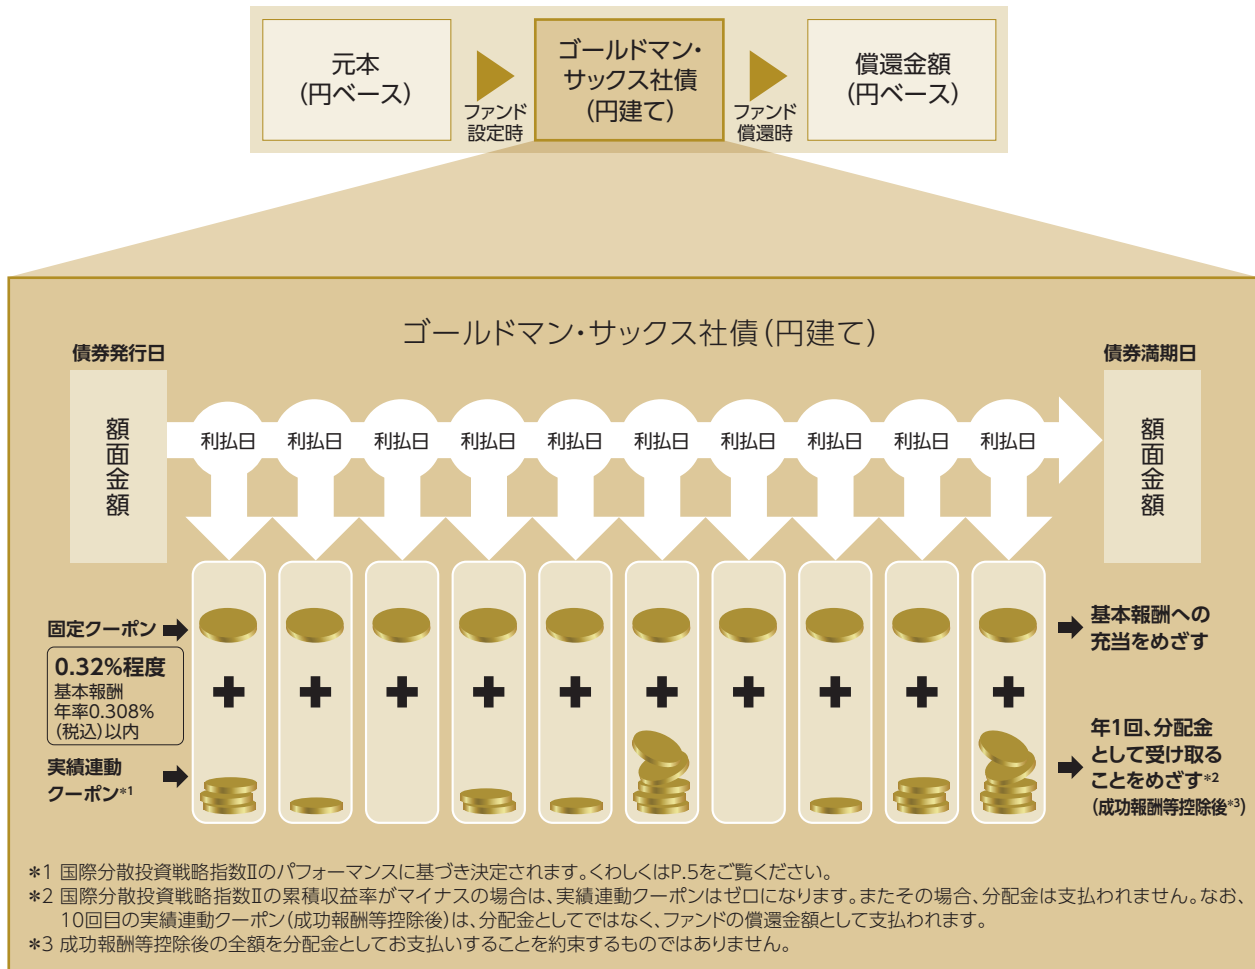 元本
(円ベース)
ファンド
設定時
ゴールドマン・
サックス社債
(円建て)
ファンド
償還時
償還金額
(円ベース)
ゴールドマン・サックス社債(円建て)
債券発行日
額面金額
利払日
利払日
利払日
利払日
利払日
利払日
利払日
利払日
利払日
利払日
債券満期日
額面金額
固定クーポン
0.32%程度
基本報酬
年率0.308%
(税込)以内
実績連動
クーポン*1
基本報酬への
充当をめざす
年1回、分配金
として受け取る
ことをめざす*2
(成功報酬等控除後*3)
*1 国際分散投資戦略指数Ⅱのパフォーマンスに基づき決定されます。くわしくはP.5をご覧ください。
*2 国際分散投資戦略指数Ⅱの累積収益率がマイナスの場合は、実績連動クーポンはゼロになります。またその場合、分配金は支払われません。なお、
10回目の実績連動クーポン(成功報酬等控除後)は、分配金としてではなく、ファンドの償還金額として支払われます。
*3 成功報酬等控除後の全額を分配金としてお支払いすることを約束するものではありません。